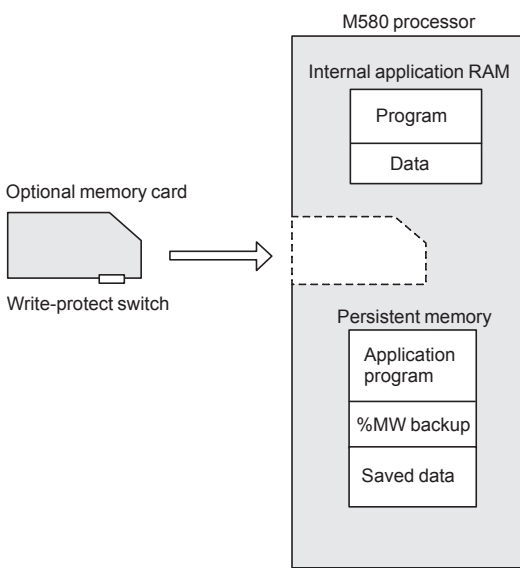 M580 processor
Internal application RAM
Program
Data
Optional memory card
Write-protect switch
Persistent memory
Application
program
%MW backup
Saved data